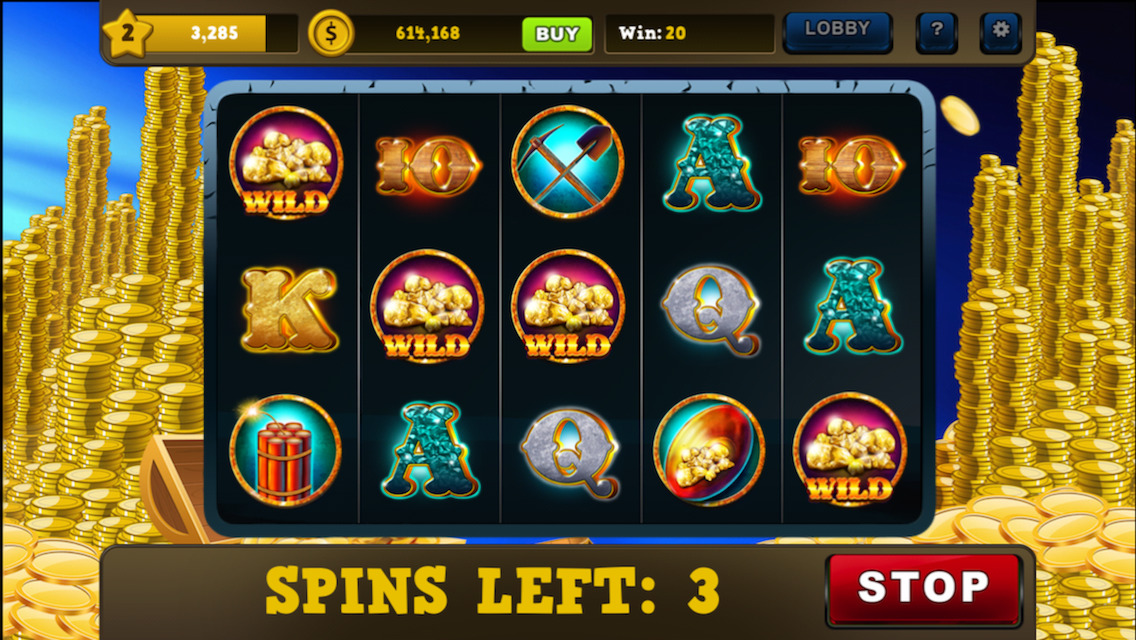 2 3,285 $ 614,168 BUY Win: 20 LOBBY ?
WILD 10 A 10
K WILD WILD Q A
A Q WILD
SPINS LEFT: 3 STOP